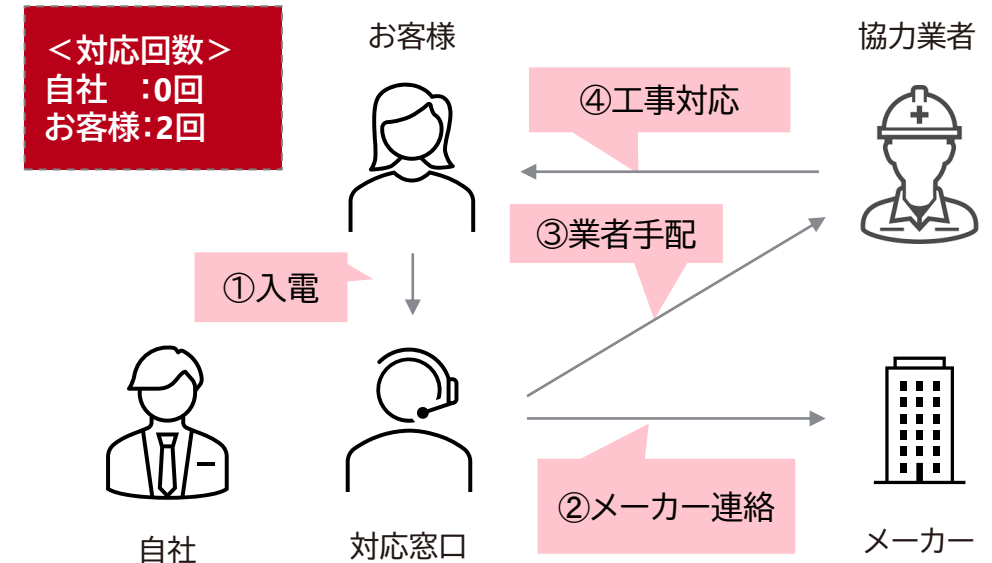 ＜対応回数＞
自社　：0回
お客様：2回
お客様
協力業者
④工事対応
③業者手配
①入電
②メーカー連絡
自社
対応窓口
メーカー